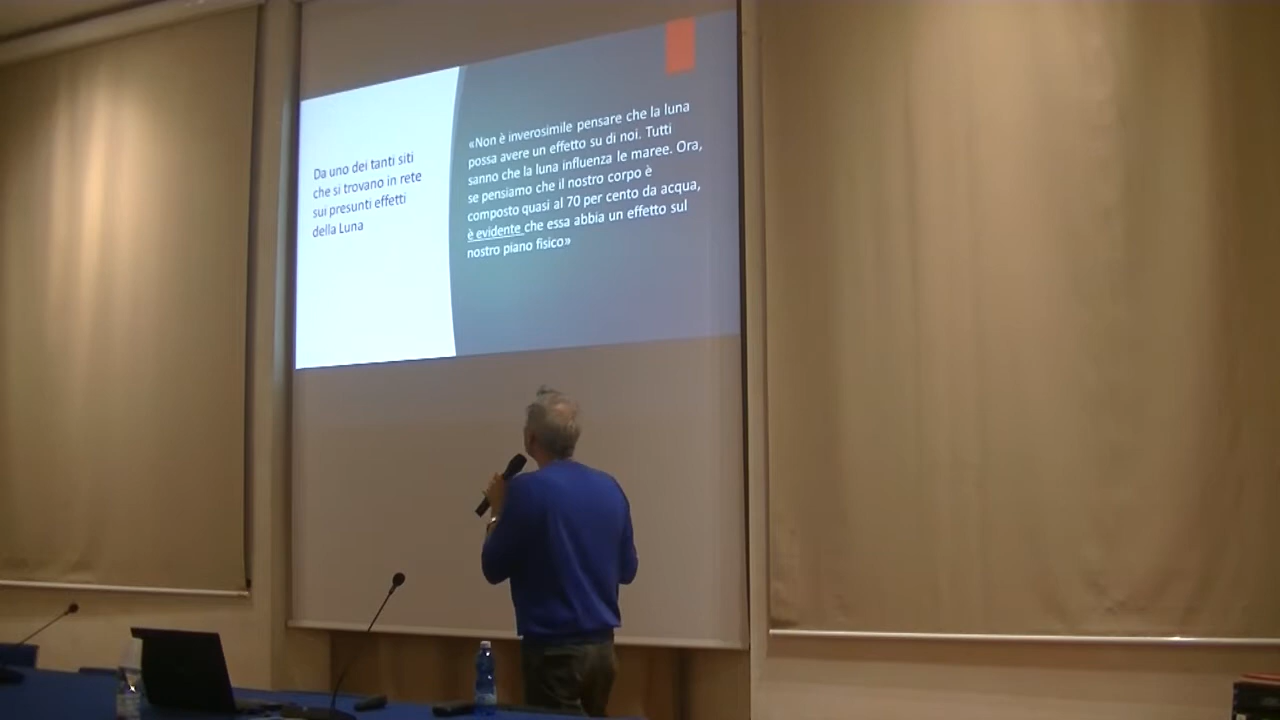 Da uno dei tanti siti
che si trovano in rete
sui presunti effetti
della Luna
«Non è inverosimile pensare che la luna
possa avere un effetto su di noi. Tutti
sanno che la luna influenza le maree. Ora,
se pensiamo che il nostro corpo è
composto quasi al 70 per cento da acqua,
è evidente che essa abbia un effetto sul
nostro piano fisico»